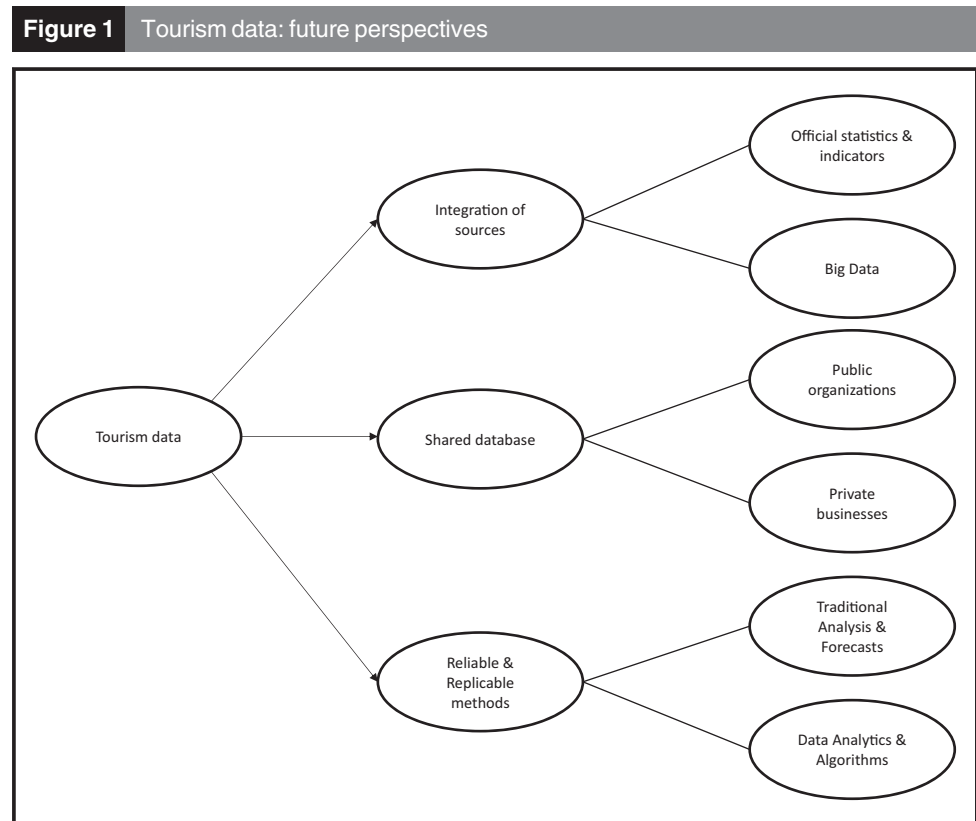 Figure 1 Tourism data: future perspectives
Official statistics &
indicators
Integration of
sources
Big Data
Public
organizations
Tourism data
Shared database
Private
businesses
Traditional
Analysis &
Forecasts
Reliable &
Replicable
methods
Data Analytics &
Algorithms